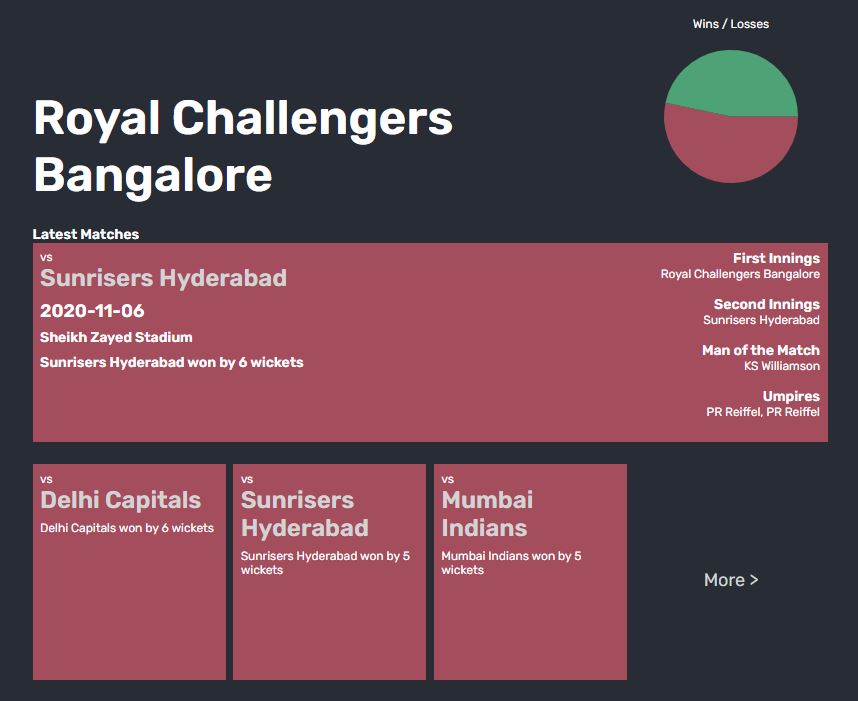 Wins / Losses
Royal Challengers
Bangalore
Latest Matches
vs
Sunrisers Hyderabad
2020-11-06
Sheikh Zayed Stadium
Sunrisers Hyderabad won by 6 wickets
First Innings
Royal Challengers Bangalore
Second Innings
Sunrisers Hyderabad
Man of the Match
KS Williamson
Umpires
PR Reiffel, PR Reiffel
vs
Delhi Capitals
Delhi Capitals won by 6 wickets
vs
Sunrisers
Hyderabad
Sunrisers Hyderabad won by 5
wickets
vs
Mumbai
Indians
Mumbai Indians won by 5
wickets
More >